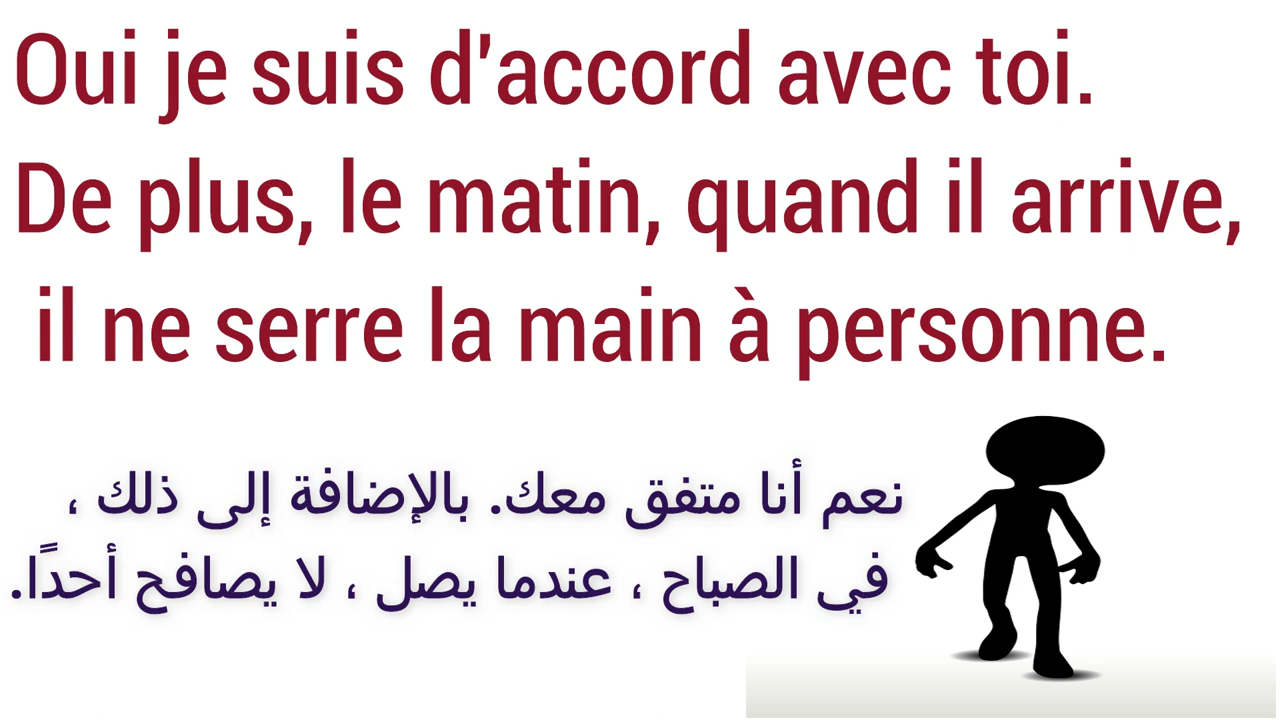 Oui je suis d'accord avec toi.
De plus, le matin, quand il arrive,
il ne serre la main à personne.
نعم أنا متفق معك. بالإضافة إلى ذلك ،
في الصباح ، عندما يصل ، لا يصافح أحدًا.